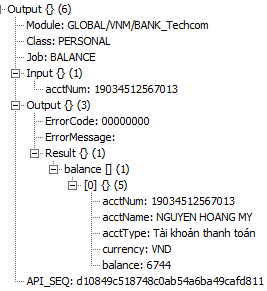 Output {} (6)
Module: GLOBAL/VNM/BANK_Techcom
Class: PERSONAL
Job: BALANCE
Input {} (1)
acctNum: 19034512567013
Output {} (3)
ErrorCode: 00000000
ErrorMessage:
Result {} (1)
balance [] (1)
[0] {} (5)
acctNum: 19034512567013
acctName: NGUYEN HOANG MY
acctType: Tài khoản thanh toán
currency: VND
balance: 6744
API_SEQ: d10849c518748c0ab54a6ba49cafd811